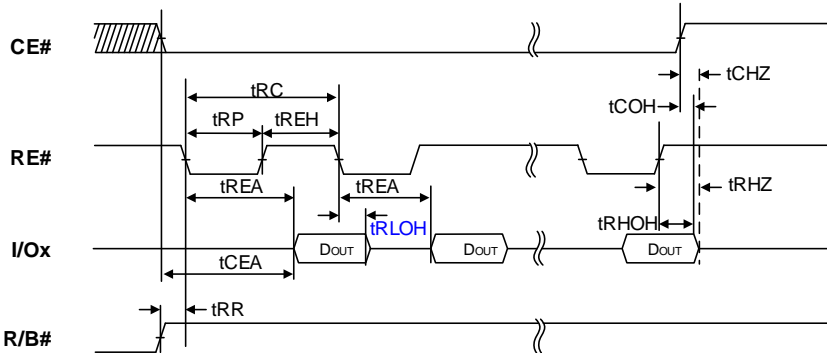 CE#
tCHZ
tRC
tCOH
tRP
tREH
RE#
tREA
tREA
tRHZ
tRLOH
tRHOH
I/Ox
DOUT
DOUT
DOUT
tCEA
tRR
R/B#